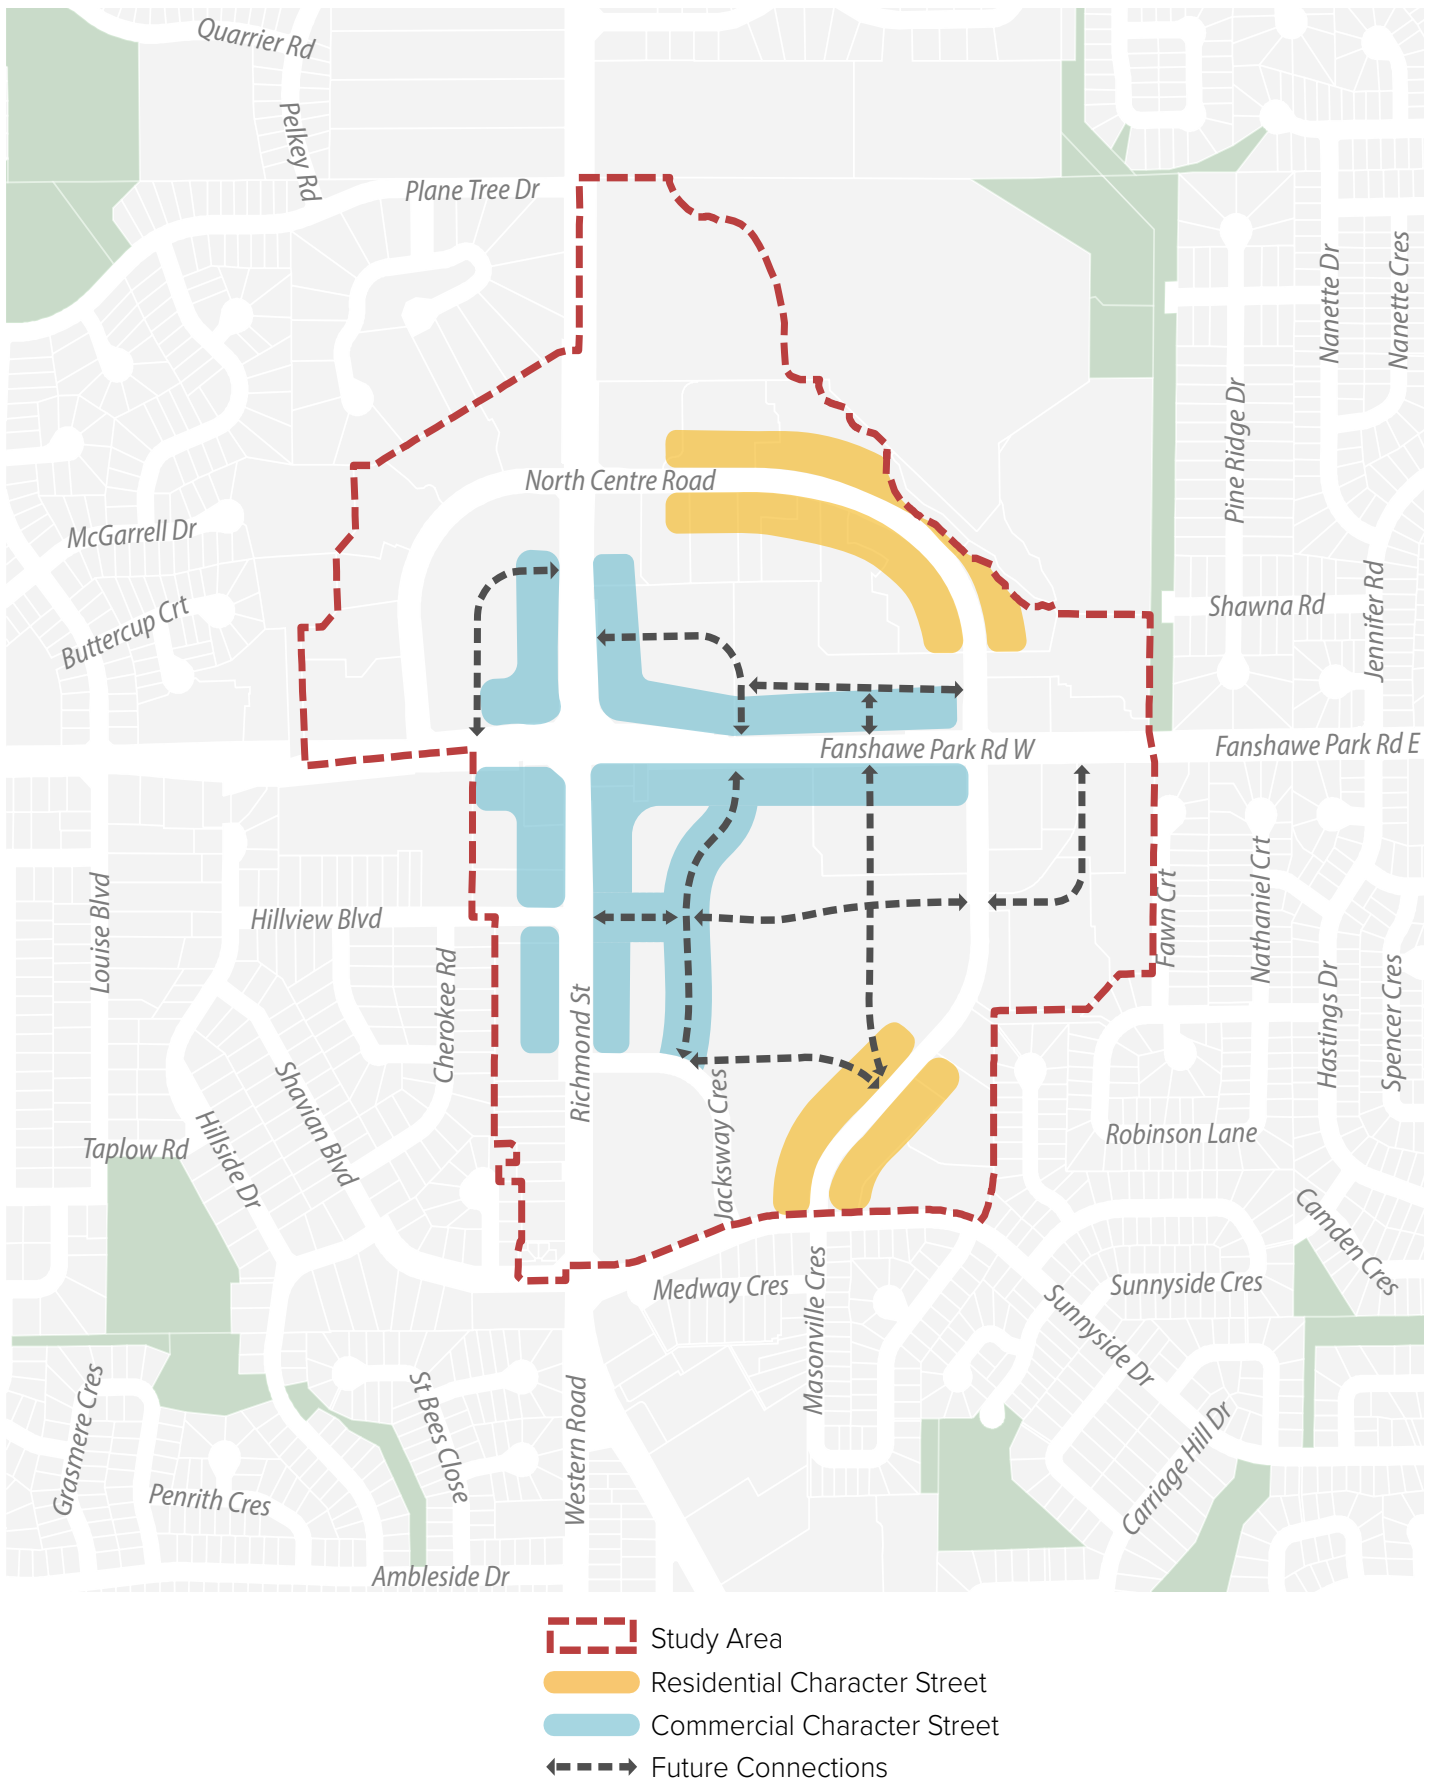 Quarrier Rd
Pelkey Rd
Plane Tree Dr
Nanette Dr
Nanette Cres
Pine Ridge Dr
North Centre Road
McGarrell Dr
Buttercup Crt
Shawna Rd
Jennifer Rd
Fanshawe Park Rd W
Fanshawe Park Rd E
Louise Blvd
Hillview Blvd
Cherokee Rd
Richmond St
Fawn Crt
Nathaniel Crt
Hastings Dr
Spencer Cres
Shavian Blvd
Hillside Dr
Taplow Rd
Jacksway Cres
Robinson Lane
Camden Cres
Medway Cres
Masonville Cres
Sunnyside Cres
Sunnyside Dr
Grasmere Cres
St Bees Close
Western Road
Carriage Hill Dr
Penrith Cres
Ambleside Dr
Study Area
Residential Character Street
Commercial Character Street
Future Connections